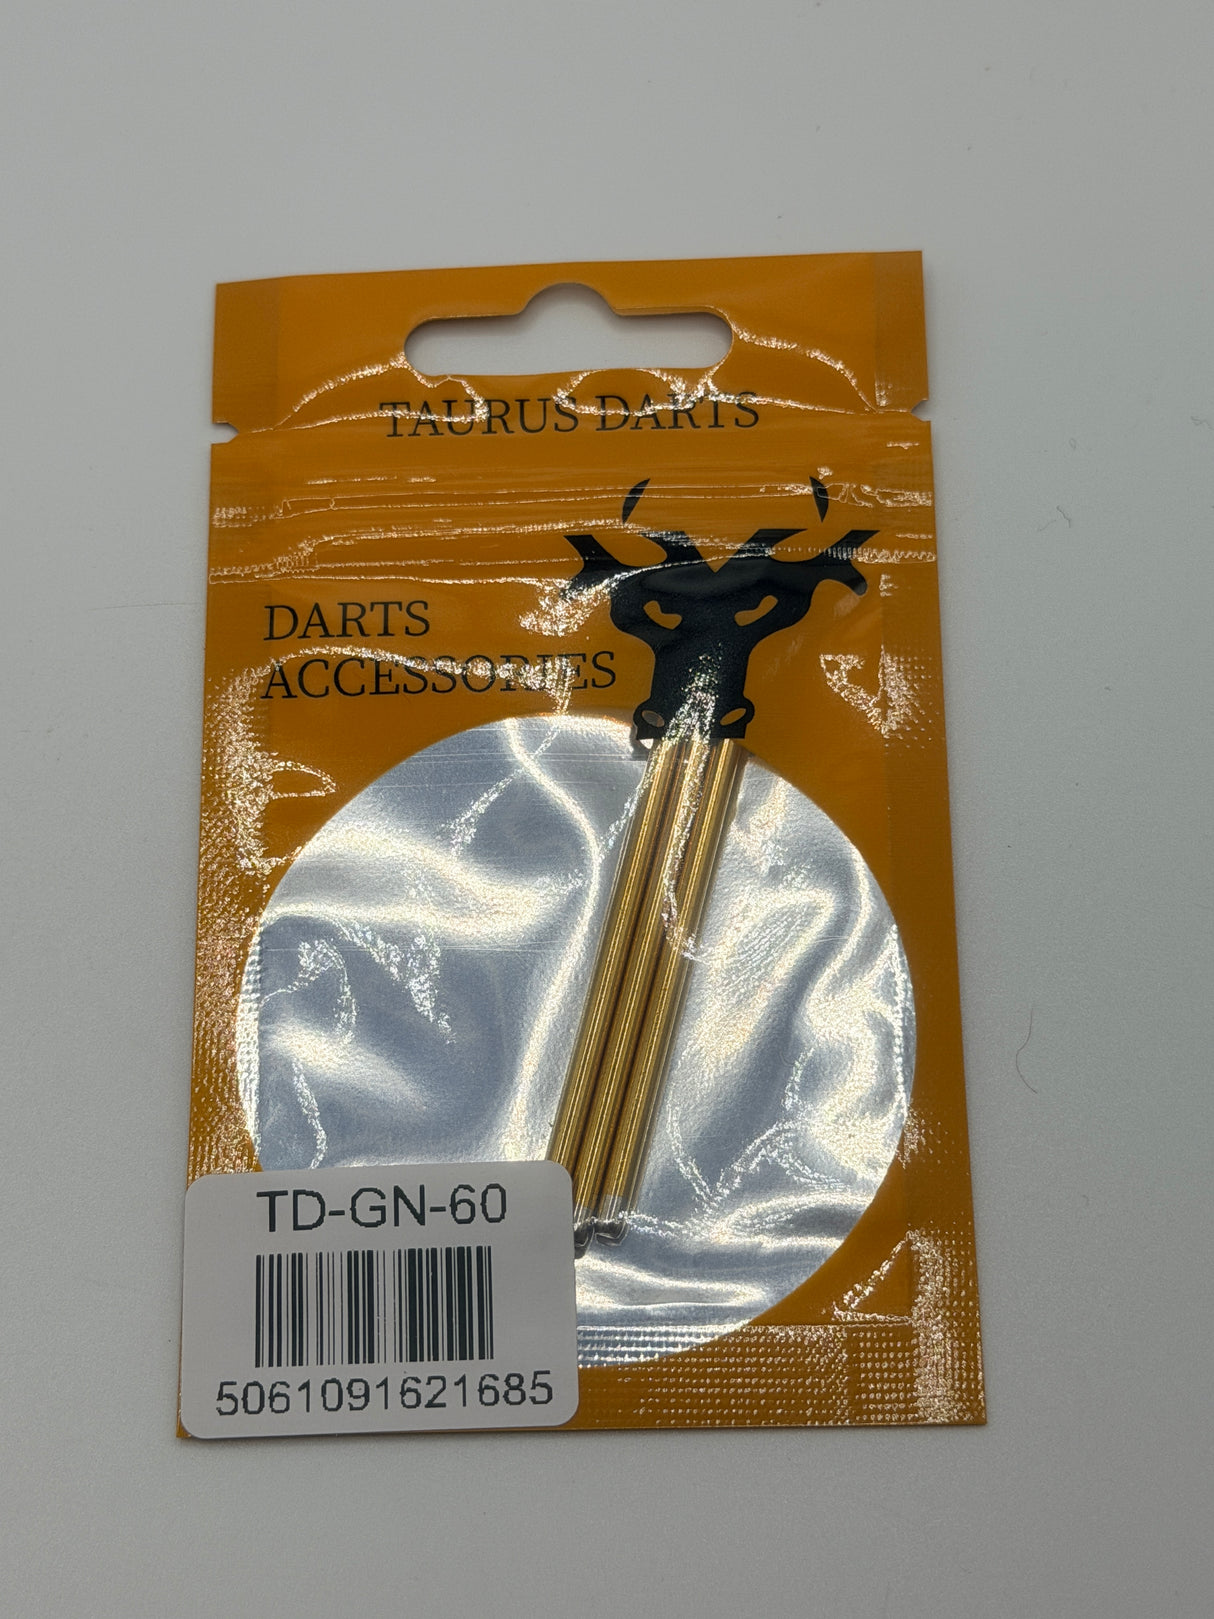 TAURUS DARTS
DARTS
ACCESSORIES
TD-GN-60
5061091621685